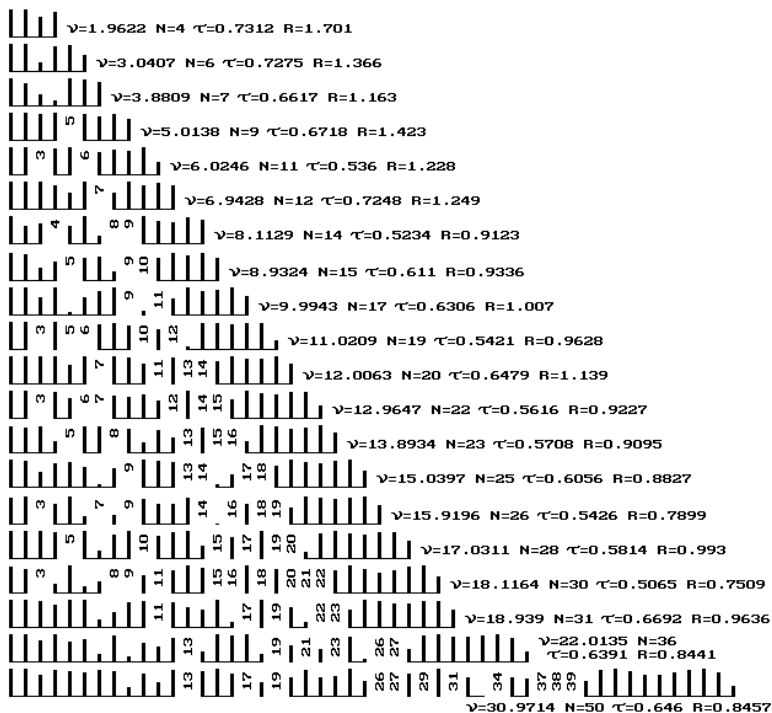 ν=1.9622 N=4 τ=0.7312 R=1.701
ν=3.0407 N=6 τ=0.7275 R=1.366
ν=3.8809 N=7 τ=0.6617 R=1.163
5 ν=5.0138 N=9 τ=0.6718 R=1.423
3 6 ν=6.0246 N=11 τ=0.536 R=1.228
7 ν=6.9428 N=12 τ=0.7248 R=1.249
4 8 9 ν=8.1129 N=14 τ=0.5234 R=0.9123
5 9 10 ν=8.9324 N=15 τ=0.611 R=0.9336
9 11 ν=9.9943 N=17 τ=0.6306 R=1.007
3 5 6 10 12 ν=11.0209 N=19 τ=0.5421 R=0.9628
7 11 13 14 ν=12.0063 N=20 τ=0.6479 R=1.139
3 6 7 12 14 15 ν=12.9647 N=22 τ=0.5616 R=0.9227
5 8 13 15 16 ν=13.8934 N=23 τ=0.5708 R=0.9095
9 13 14 17 18 ν=15.0397 N=25 τ=0.6056 R=0.8827
3 7 9 14 16 18 19 ν=15.9196 N=26 τ=0.5426 R=0.7899
5 10 15 17 19 20 ν=17.0311 N=28 τ=0.5814 R=0.993
3 8 9 11 15 16 18 20 21 22 ν=18.1164 N=30 τ=0.5065 R=0.7509
11 17 19 22 23 ν=18.939 N=31 τ=0.6692 R=0.9636
13 19 21 23 26 27 ν=22.0135 N=36
τ=0.6391 R=0.8441
13 17 19 26 27 29 31 34 37 38 39
ν=30.9714 N=50 τ=0.646 R=0.8457